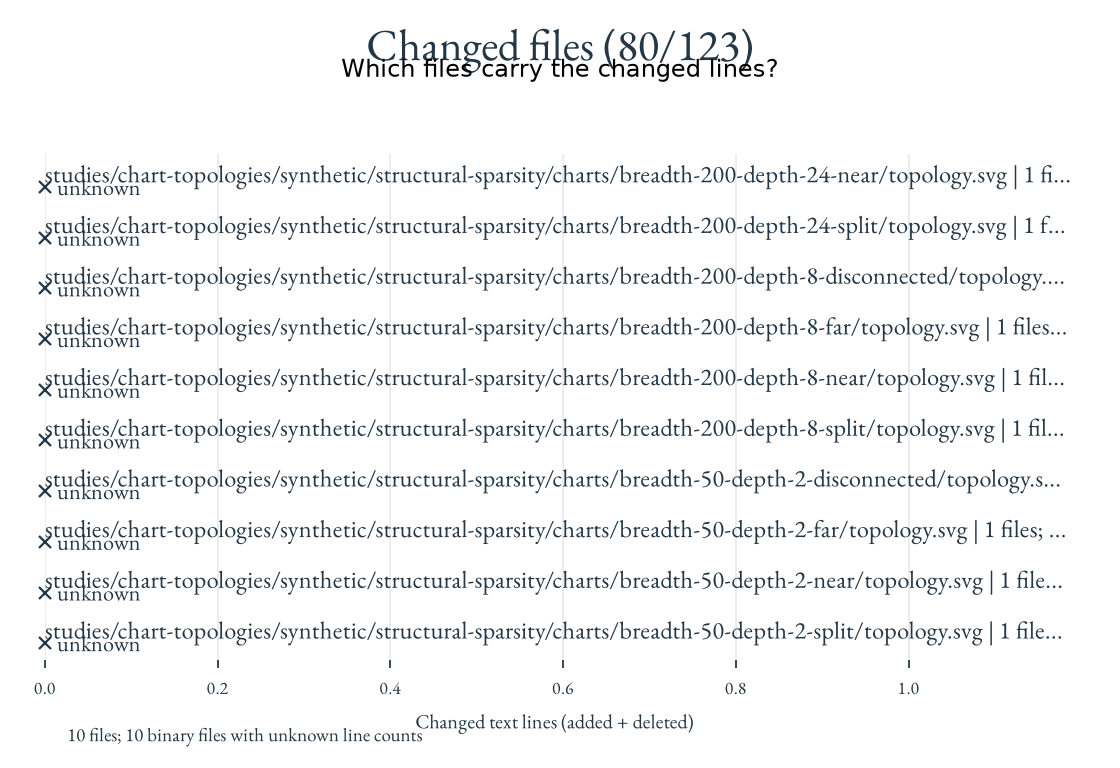 Changed files (80/123)
Which files carry the changed lines?
studies/chart-topologies/synthetic/structural-sparsity/charts/breadth-200-depth-24-near/topology.svg | 1 fi...
unknown
studies/chart-topologies/synthetic/structural-sparsity/charts/breadth-200-depth-24-split/topology.svg | 1 f...
unknown
studies/chart-topologies/synthetic/structural-sparsity/charts/breadth-200-depth-8-disconnected/topology....
unknown
studies/chart-topologies/synthetic/structural-sparsity/charts/breadth-200-depth-8-far/topology.svg | 1 files...
unknown
studies/chart-topologies/synthetic/structural-sparsity/charts/breadth-200-depth-8-near/topology.svg | 1 fil...
unknown
studies/chart-topologies/synthetic/structural-sparsity/charts/breadth-200-depth-8-split/topology.svg | 1 fil...
unknown
studies/chart-topologies/synthetic/structural-sparsity/charts/breadth-50-depth-2-disconnected/topology.s...
unknown
studies/chart-topologies/synthetic/structural-sparsity/charts/breadth-50-depth-2-far/topology.svg | 1 files; ...
unknown
studies/chart-topologies/synthetic/structural-sparsity/charts/breadth-50-depth-2-near/topology.svg | 1 file...
unknown
studies/chart-topologies/synthetic/structural-sparsity/charts/breadth-50-depth-2-split/topology.svg | 1 file...
unknown
0.0 0.2 0.4 0.6 0.8 1.0
Changed text lines (added + deleted)
10 files; 10 binary files with unknown line counts